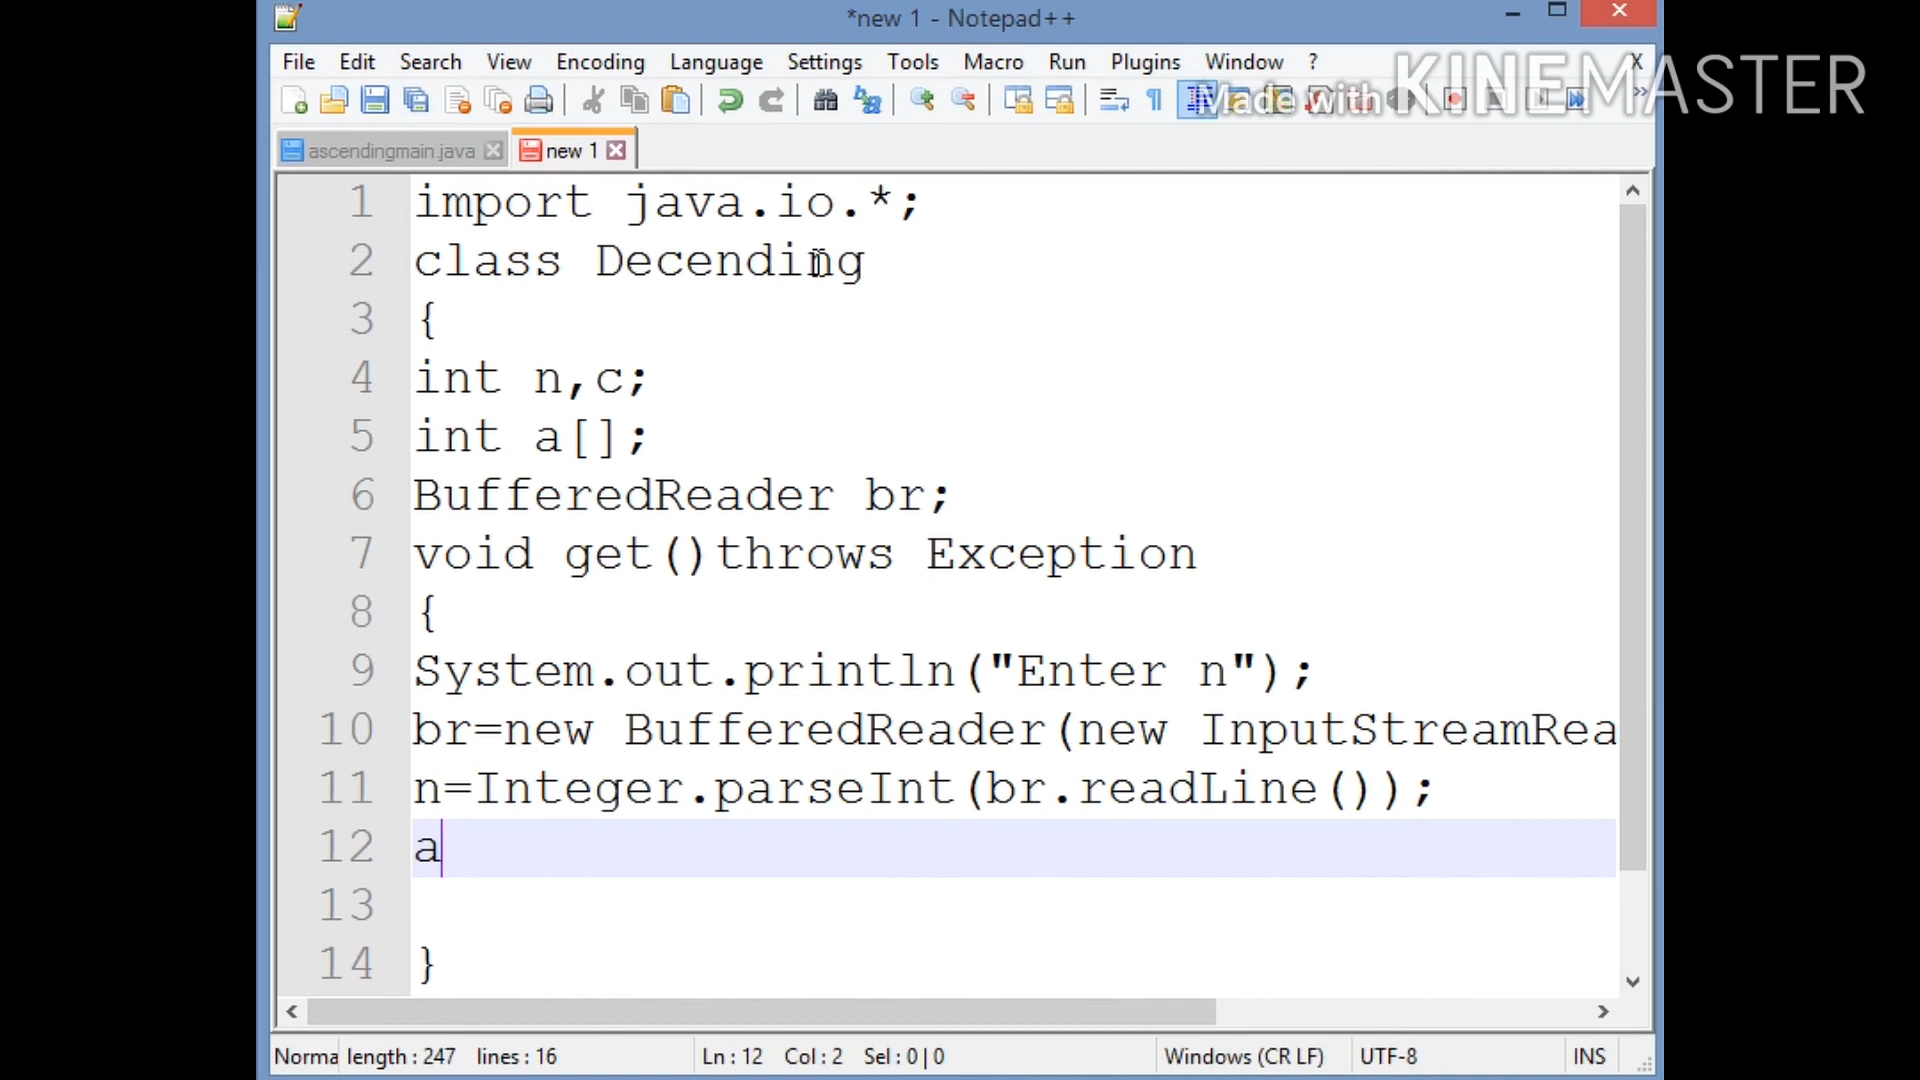 *new 1 - Notepad++
File Edit Search View Encoding Language Settings Tools Macro Run Plugins Window ? X
Made with KINEMASTER
ascendingmain.java new 1
1 import java.io.*;
2 class Decending
3 {
4 int n,c;
5 int a[];
6 BufferedReader br;
7 void get()throws Exception
8 {
9 System.out.println("Enter n");
10 br=new BufferedReader(new InputStreamRea
11 n=Integer.parseInt(br.readLine());
12 a
13
14 }
Norma length : 247 lines : 16 Ln : 12 Col : 2 Sel : 0 | 0 Windows (CR LF) UTF-8 INS